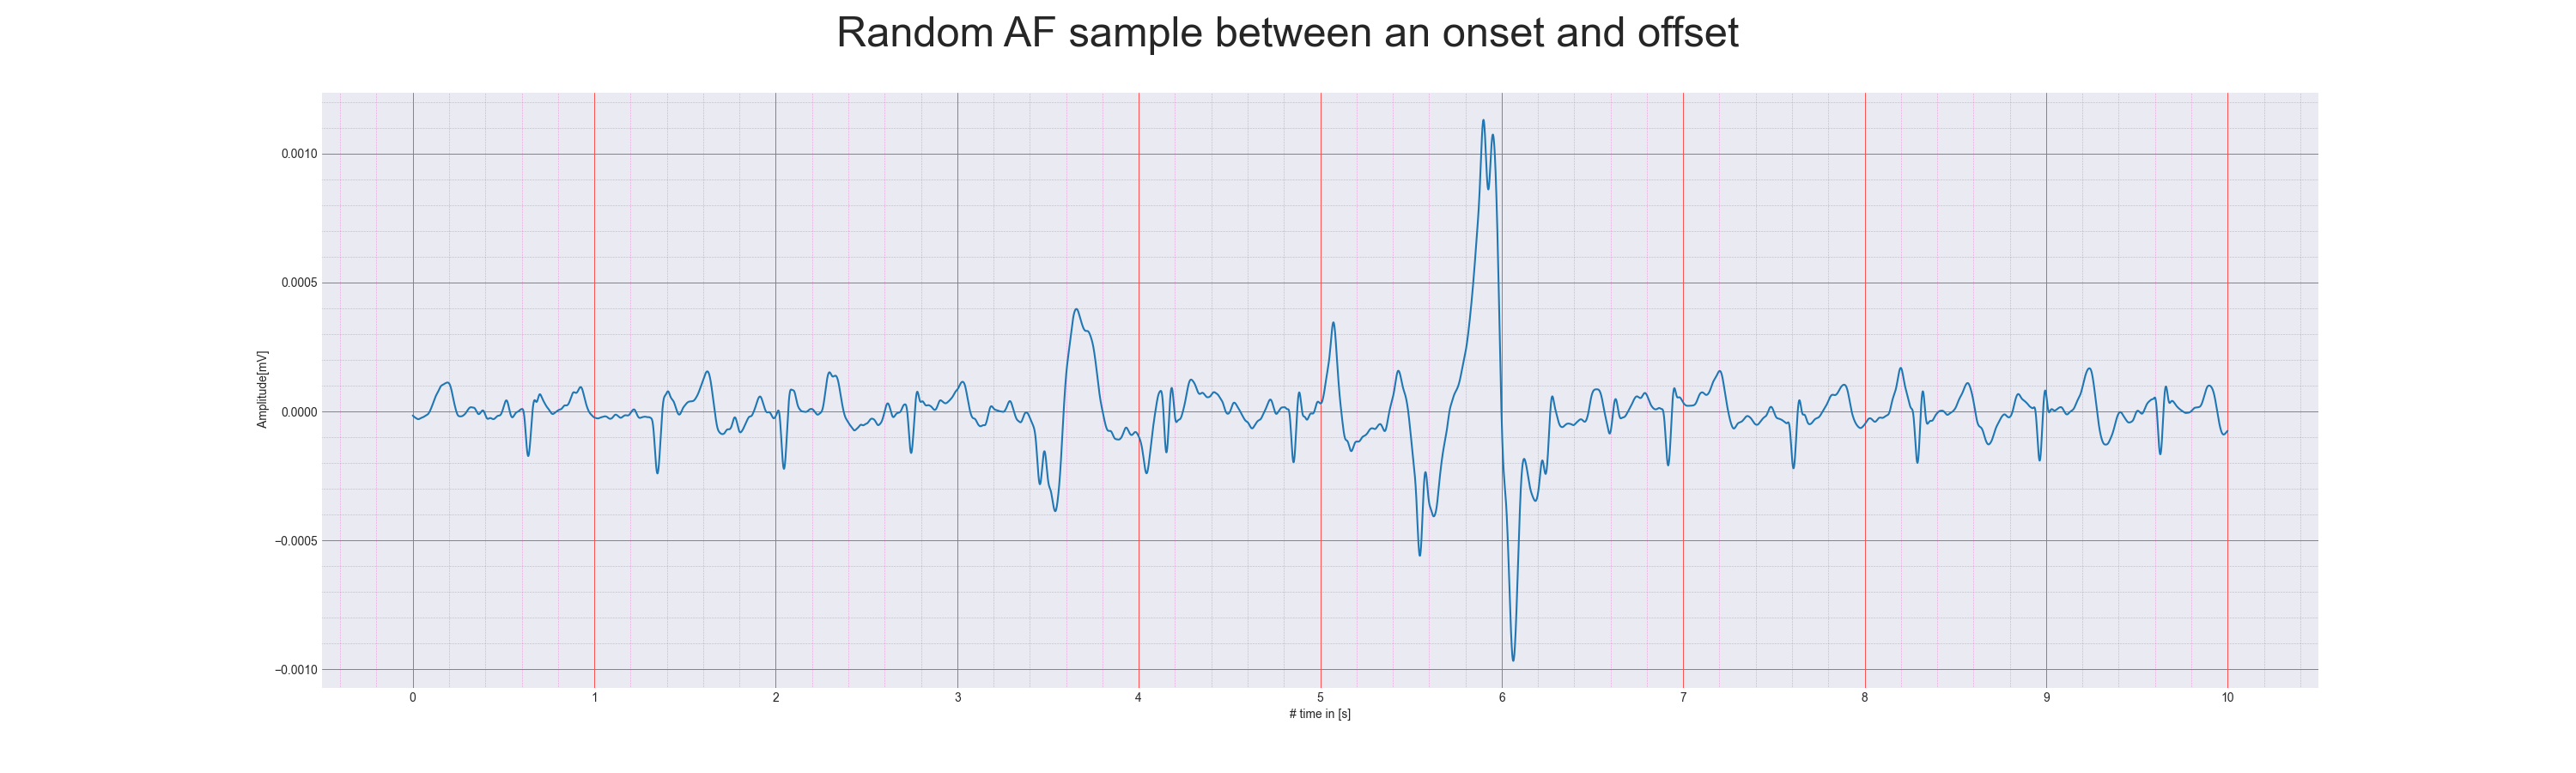 Random AF sample between an onset and offset
0.0010
0.0005
0.0000
−0.0005
−0.0010
Amplitude[mV]
0 1 2 3 4 5 6 7 8 9 10
# time in [s]